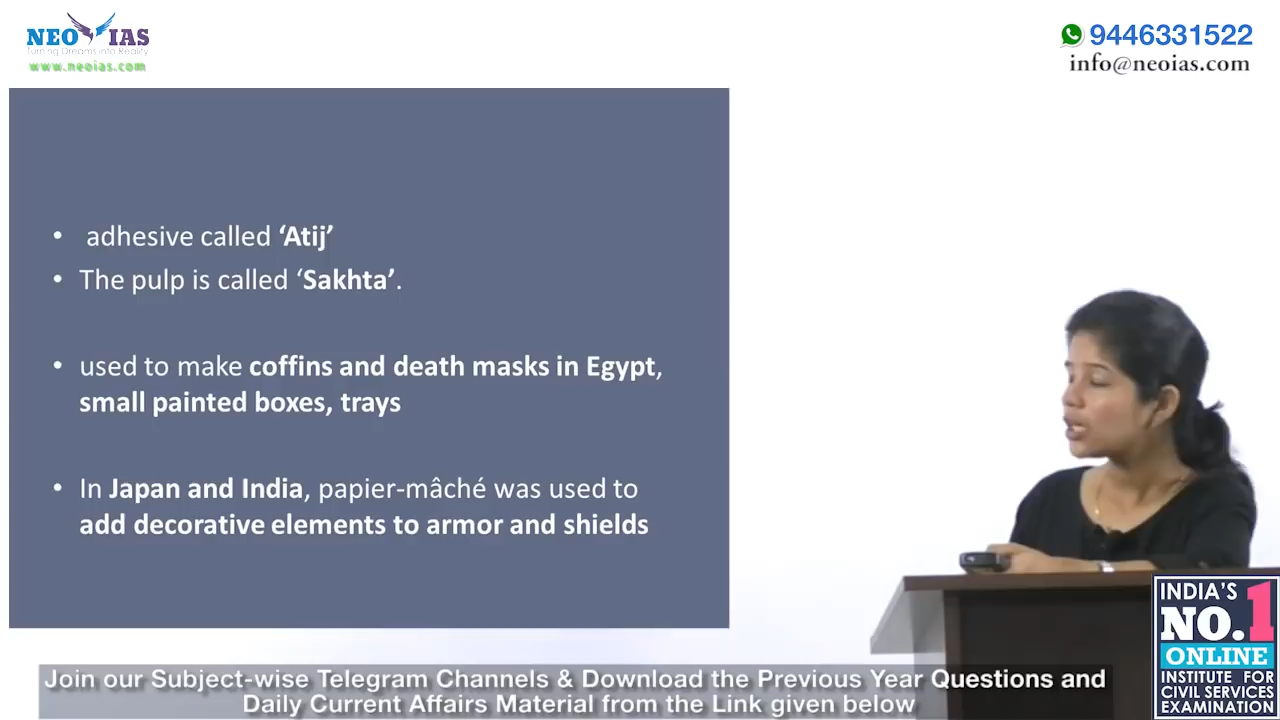 NEO IAS
Turning Dreams into Reality
www.neoias.com
9446331522
info@neoias.com
• adhesive called ‘Atij’
• The pulp is called ‘Sakhta’.
• used to make coffins and death masks in Egypt,
small painted boxes, trays
• In Japan and India, papier-mâché was used to
add decorative elements to armor and shields
INDIA'S
NO.1
ONLINE
INSTITUTE FOR
CIVIL SERVICES
EXAMINATION
Join our Subject-wise Telegram Channels & Download the Previous Year Questions and
Daily Current Affairs Material from the Link given below